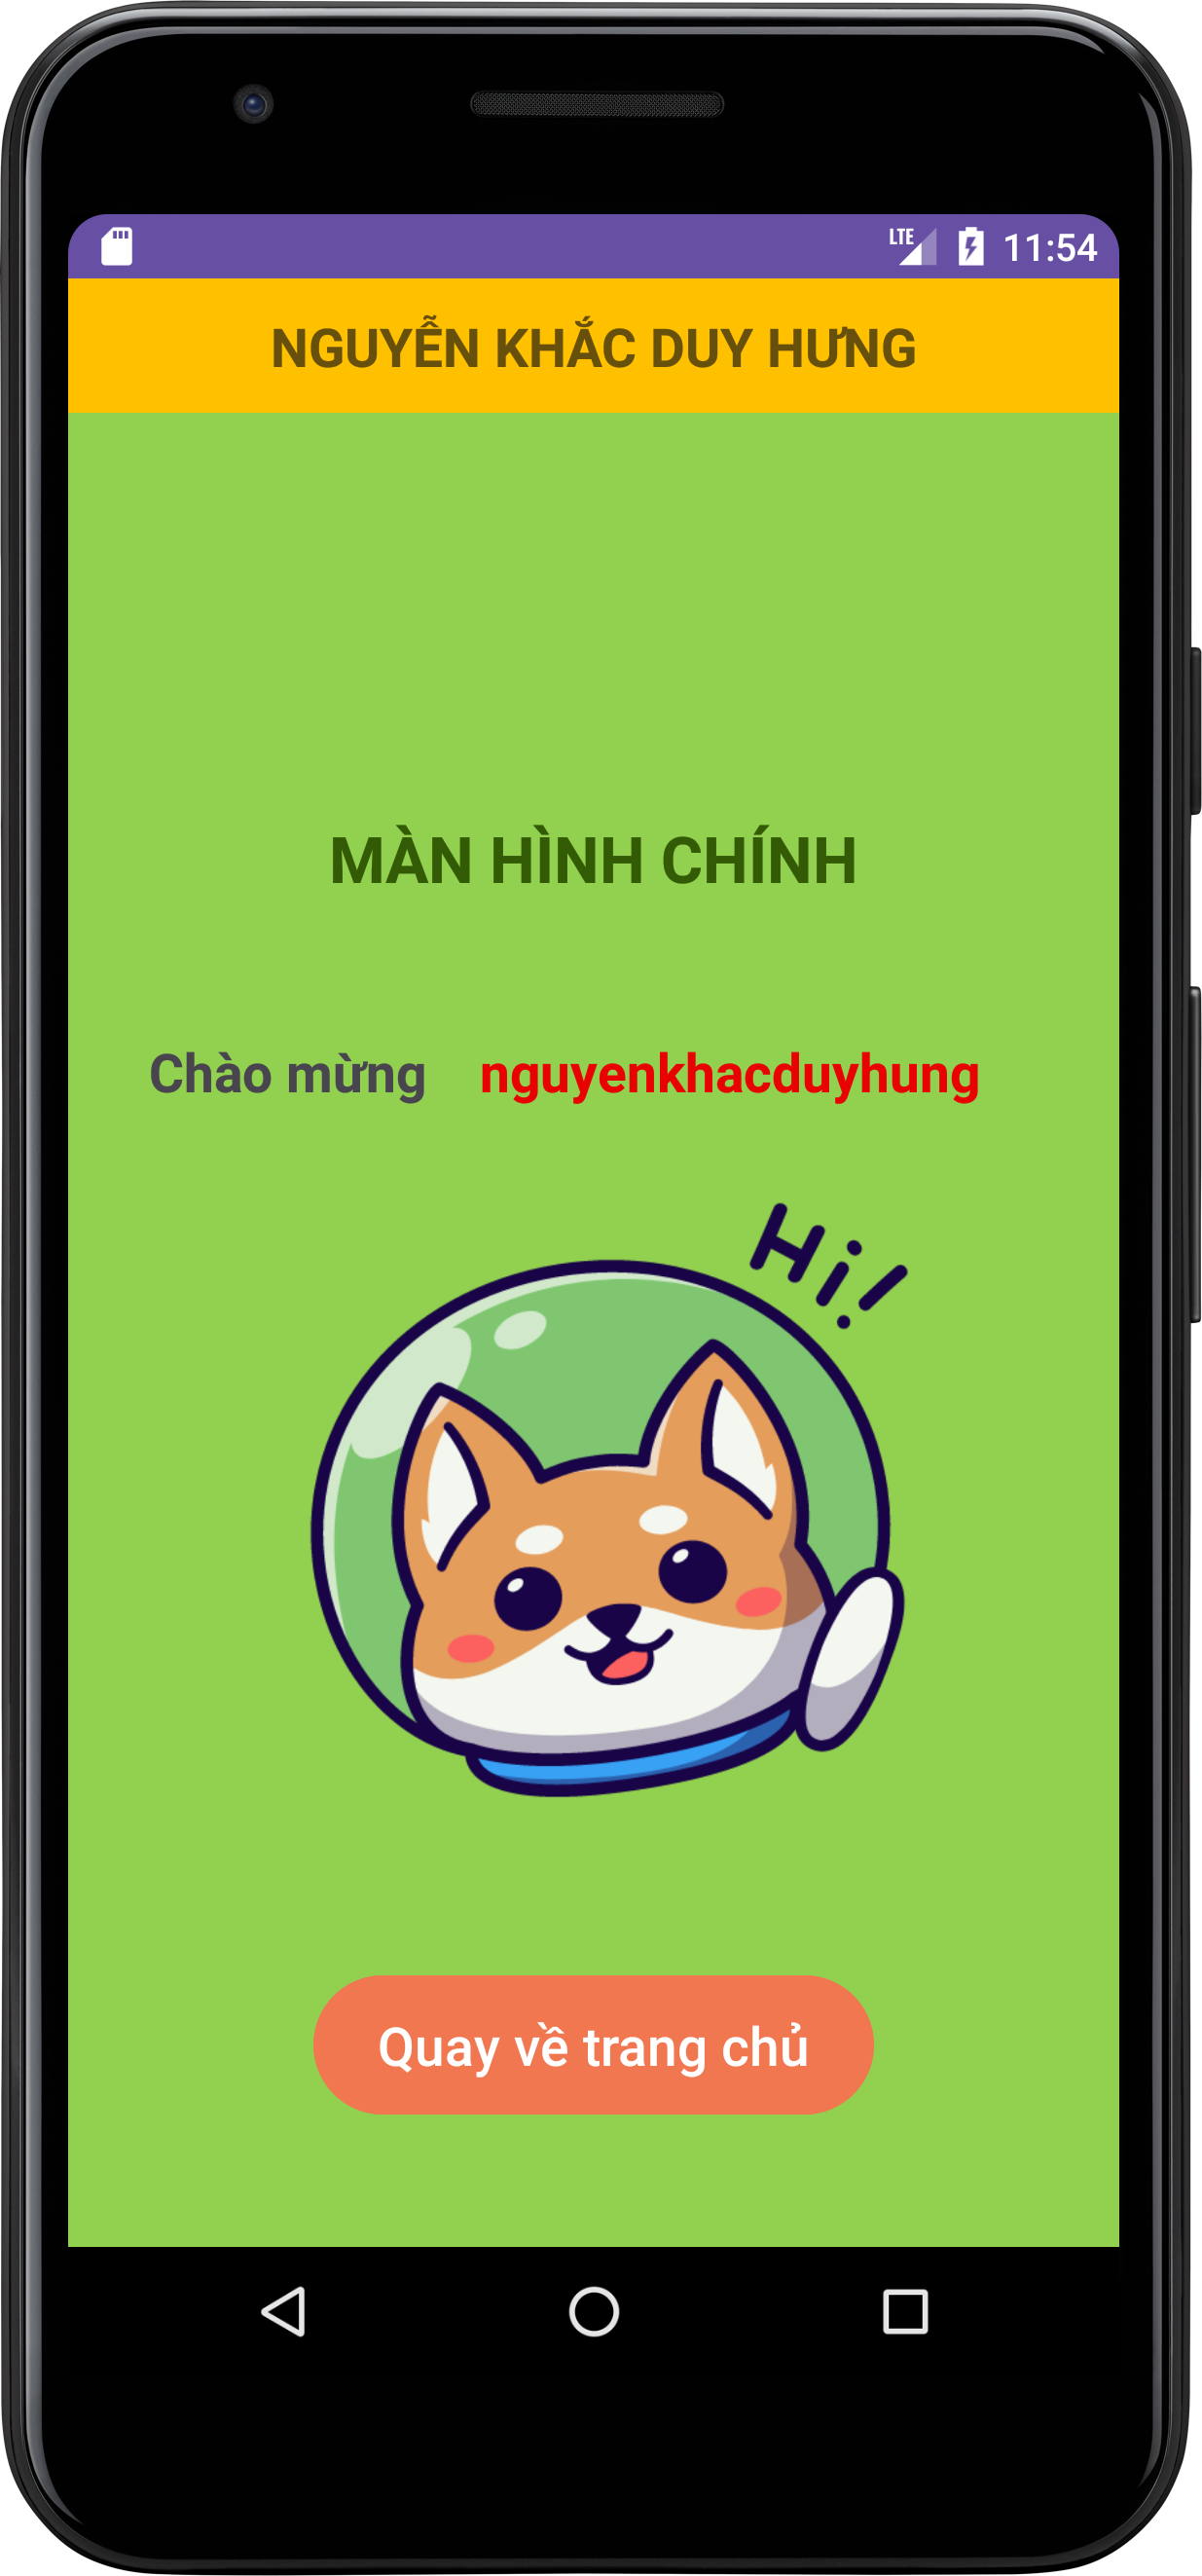 LTE 11:54
NGUYỄN KHẮC DUY HƯNG
MÀN HÌNH CHÍNH
Chào mừng nguyenkhacduyhung
Hi!
Quay về trang chủ